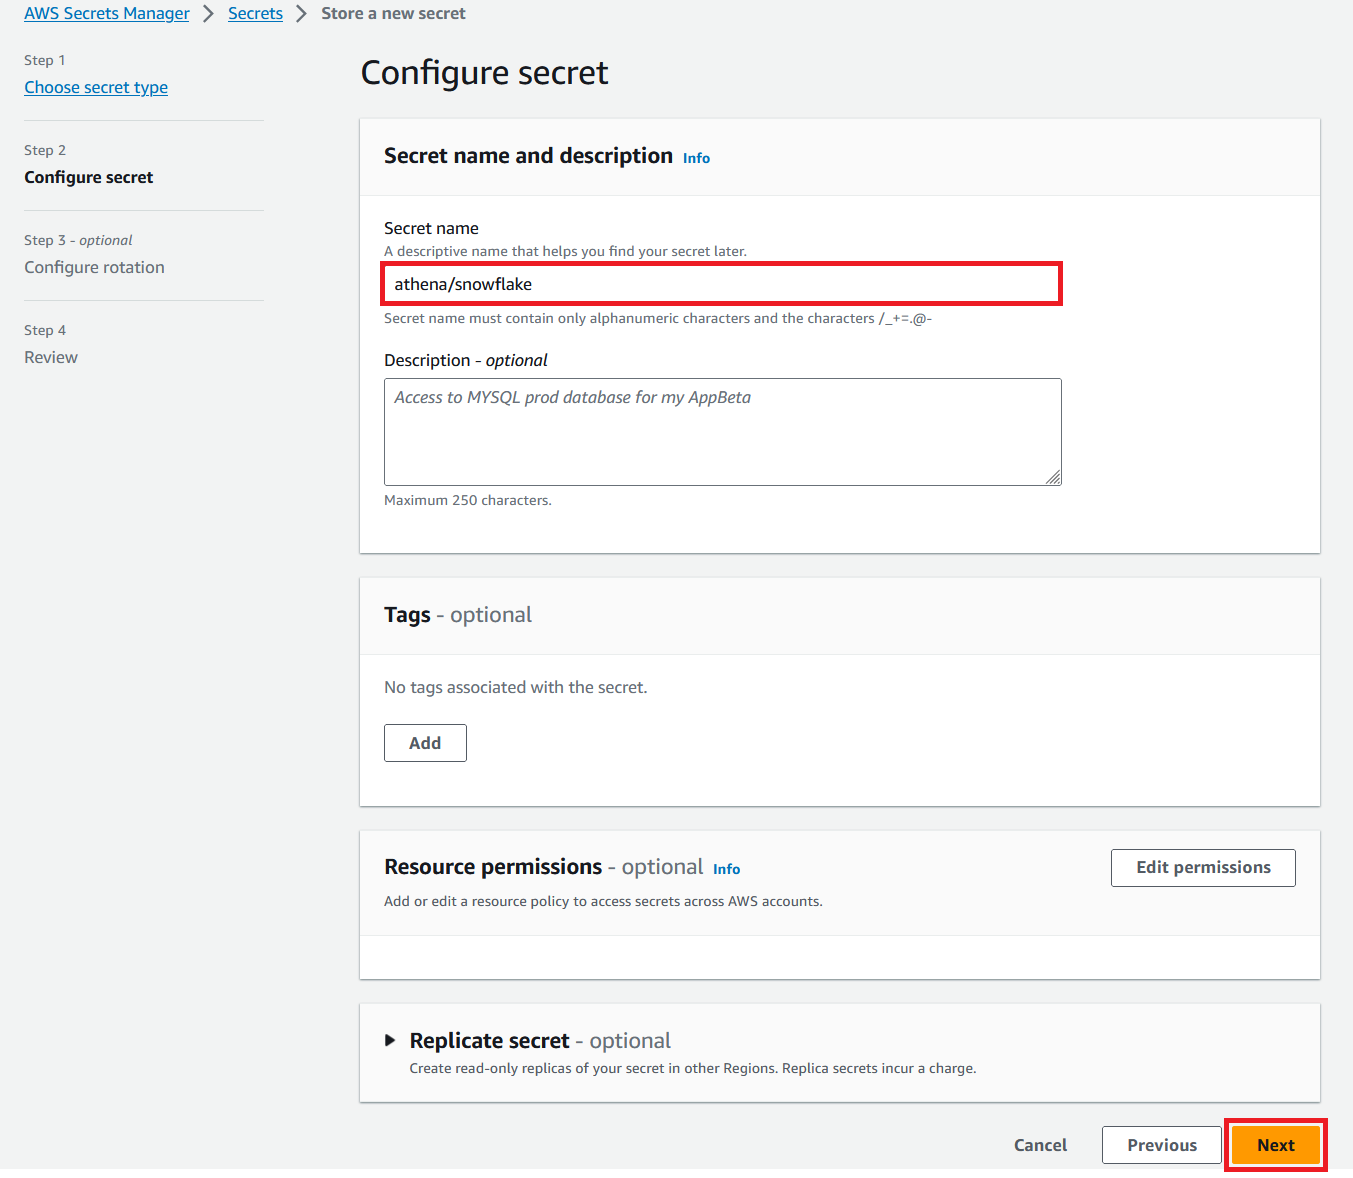 AWS Secrets Manager > Secrets > Store a new secret
Step 1
Choose secret type
Step 2
Configure secret
Step 3 - optional
Configure rotation
Step 4
Review
Configure secret
Secret name and description Info
Secret name
A descriptive name that helps you find your secret later.
athena/snowflake
Secret name must contain only alphanumeric characters and the characters /_+=.@-
Description - optional
Access to MYSQL prod database for my AppBeta
Maximum 250 characters.
Tags - optional
No tags associated with the secret.
Add
Resource permissions - optional Info
Edit permissions
Add or edit a resource policy to access secrets across AWS accounts.
Replicate secret - optional
Create read-only replicas of your secret in other Regions. Replica secrets incur a charge.
Cancel Previous Next